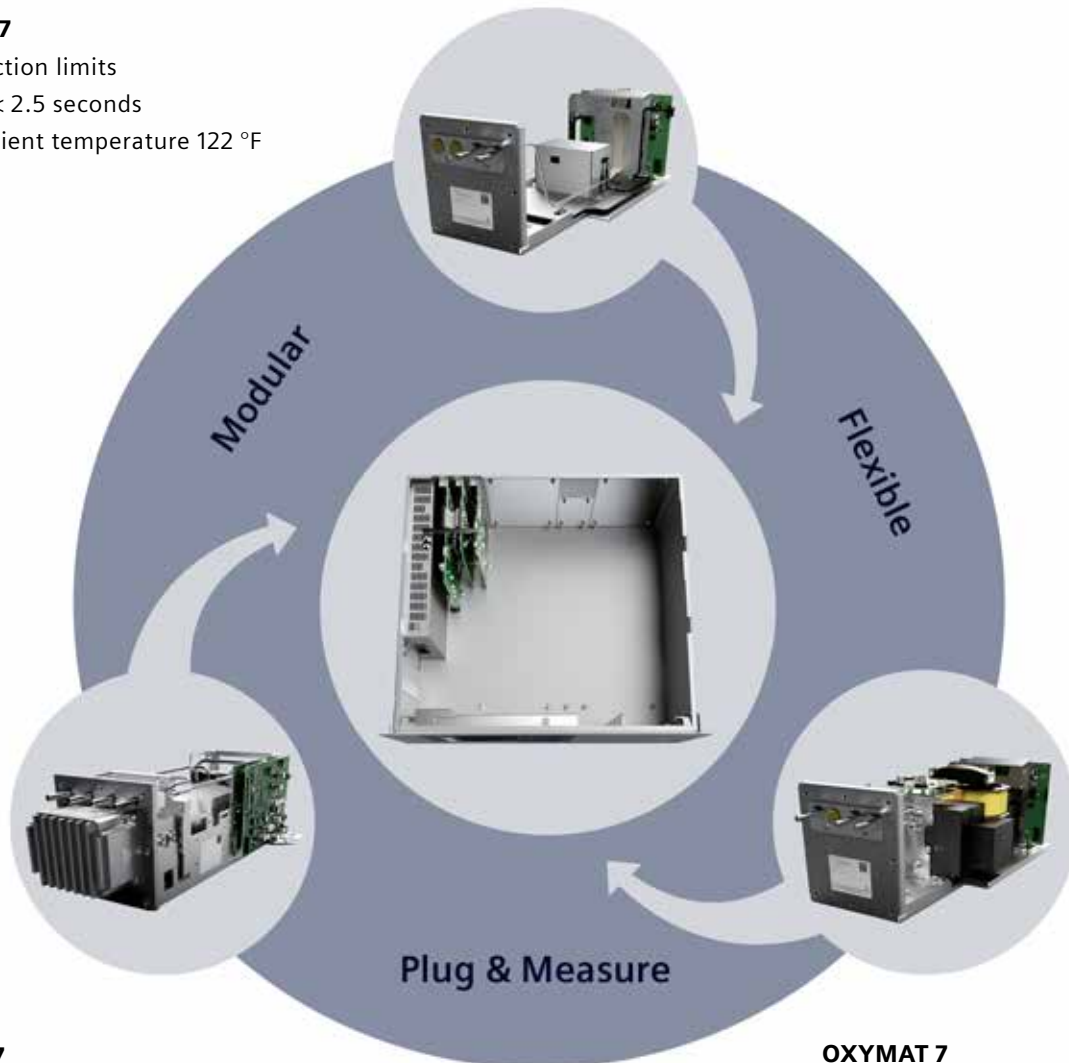 7
ction limits
< 2.5 seconds
ient temperature 122 °F
Modular
Flexible
Plug & Measure
7
OXYMAT 7